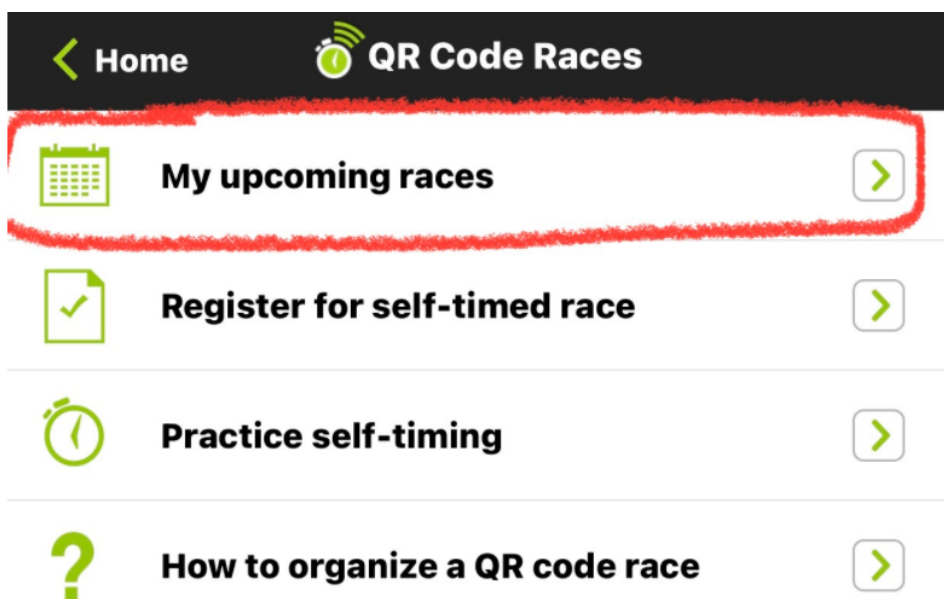 Home
QR Code Races
My upcoming races
Register for self-timed race
Practice self-timing
How to organize a QR code race